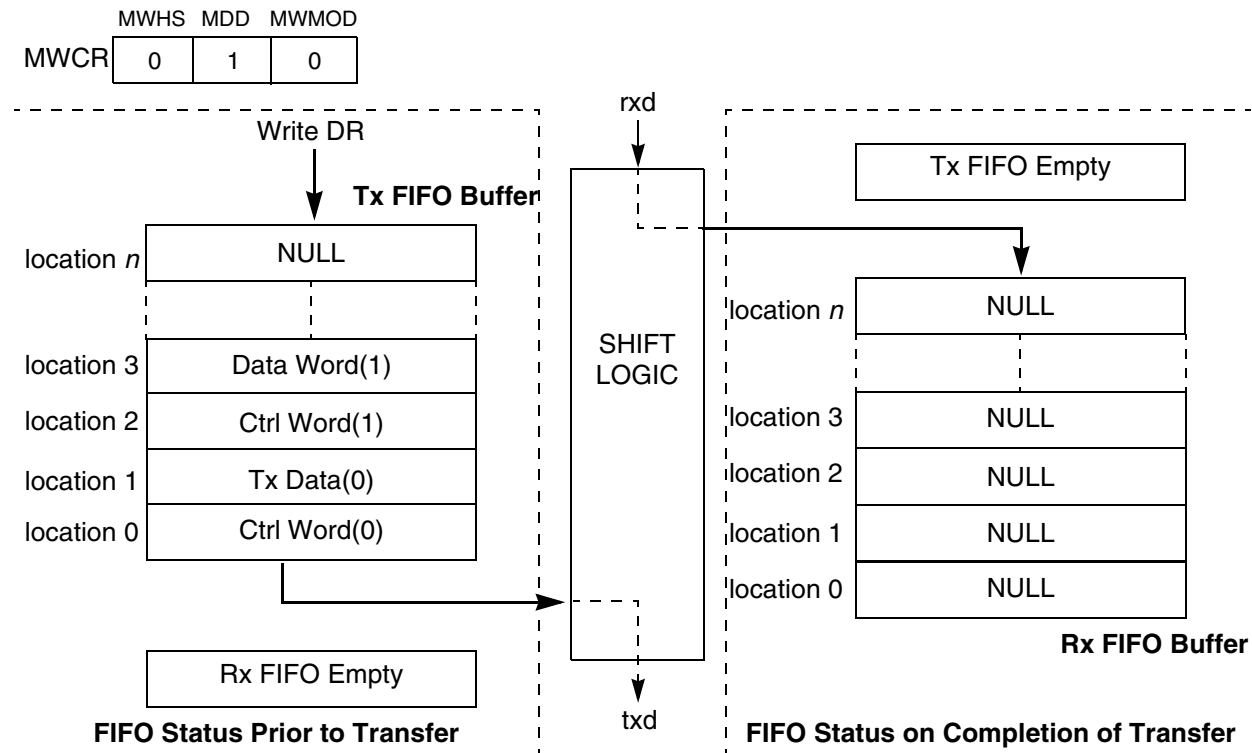 MWHS MDD MWMOD
MWCR 0 1 0
Write DR
Tx FIFO Buffer
location n NULL
location 3 Data Word(1)
location 2 Ctrl Word(1)
location 1 Tx Data(0)
location 0 Ctrl Word(0)
Rx FIFO Empty
FIFO Status Prior to Transfer
rxd
SHIFT
LOGIC
txd
Tx FIFO Empty
location n NULL
location 3 NULL
location 2 NULL
location 1 NULL
location 0 NULL
Rx FIFO Buffer
FIFO Status on Completion of Transfer